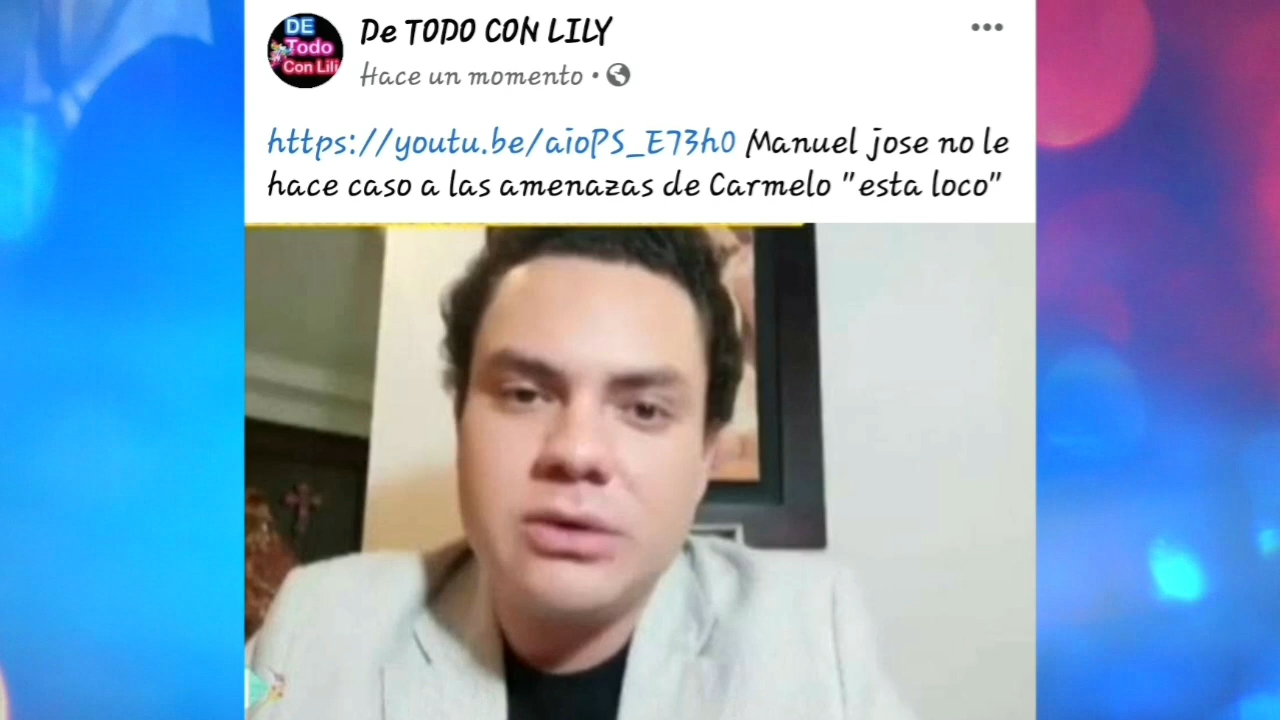 DE
Todo
Con Lili
De TODO CON LILY
Hace un momento •
https://youtu.be/aioPS_E73h0 Manuel jose no le
hace caso a las amenazas de Carmelo "esta loco"